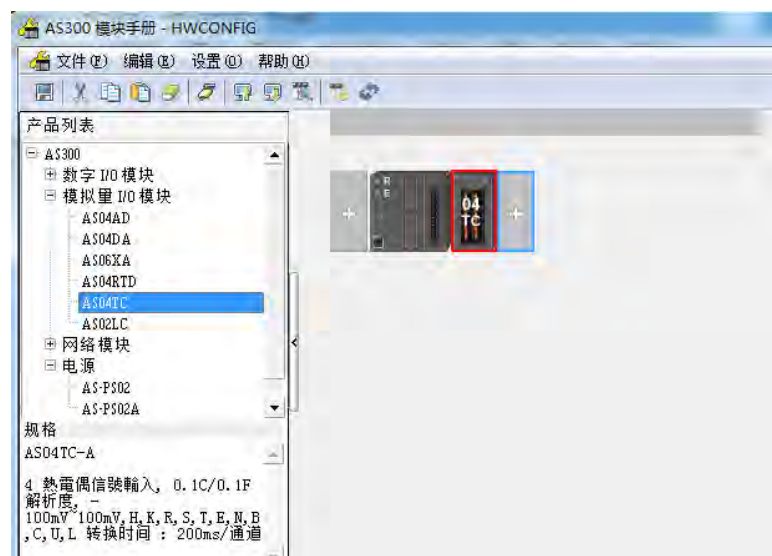 AS300 模块手册 - HWCONFIG
文件(F) 编辑(E) 设置(O) 帮助(H)
产品列表
AS300
数字 I/O 模块
模拟量 I/O 模块
AS04AD
AS04DA
AS06XA
AS04RTD
AS04TC
AS02LC
网络模块
电源
AS-PS02
AS-PS02A
R
E
04
TC
规格
AS04TC-A
4 熱電偶信號輸入, 0.1C/0.1F
解析度, -
100mV~100mV,H,K,R,S,T,E,N,B
,C,U,L 转换时间 : 200ms/通道